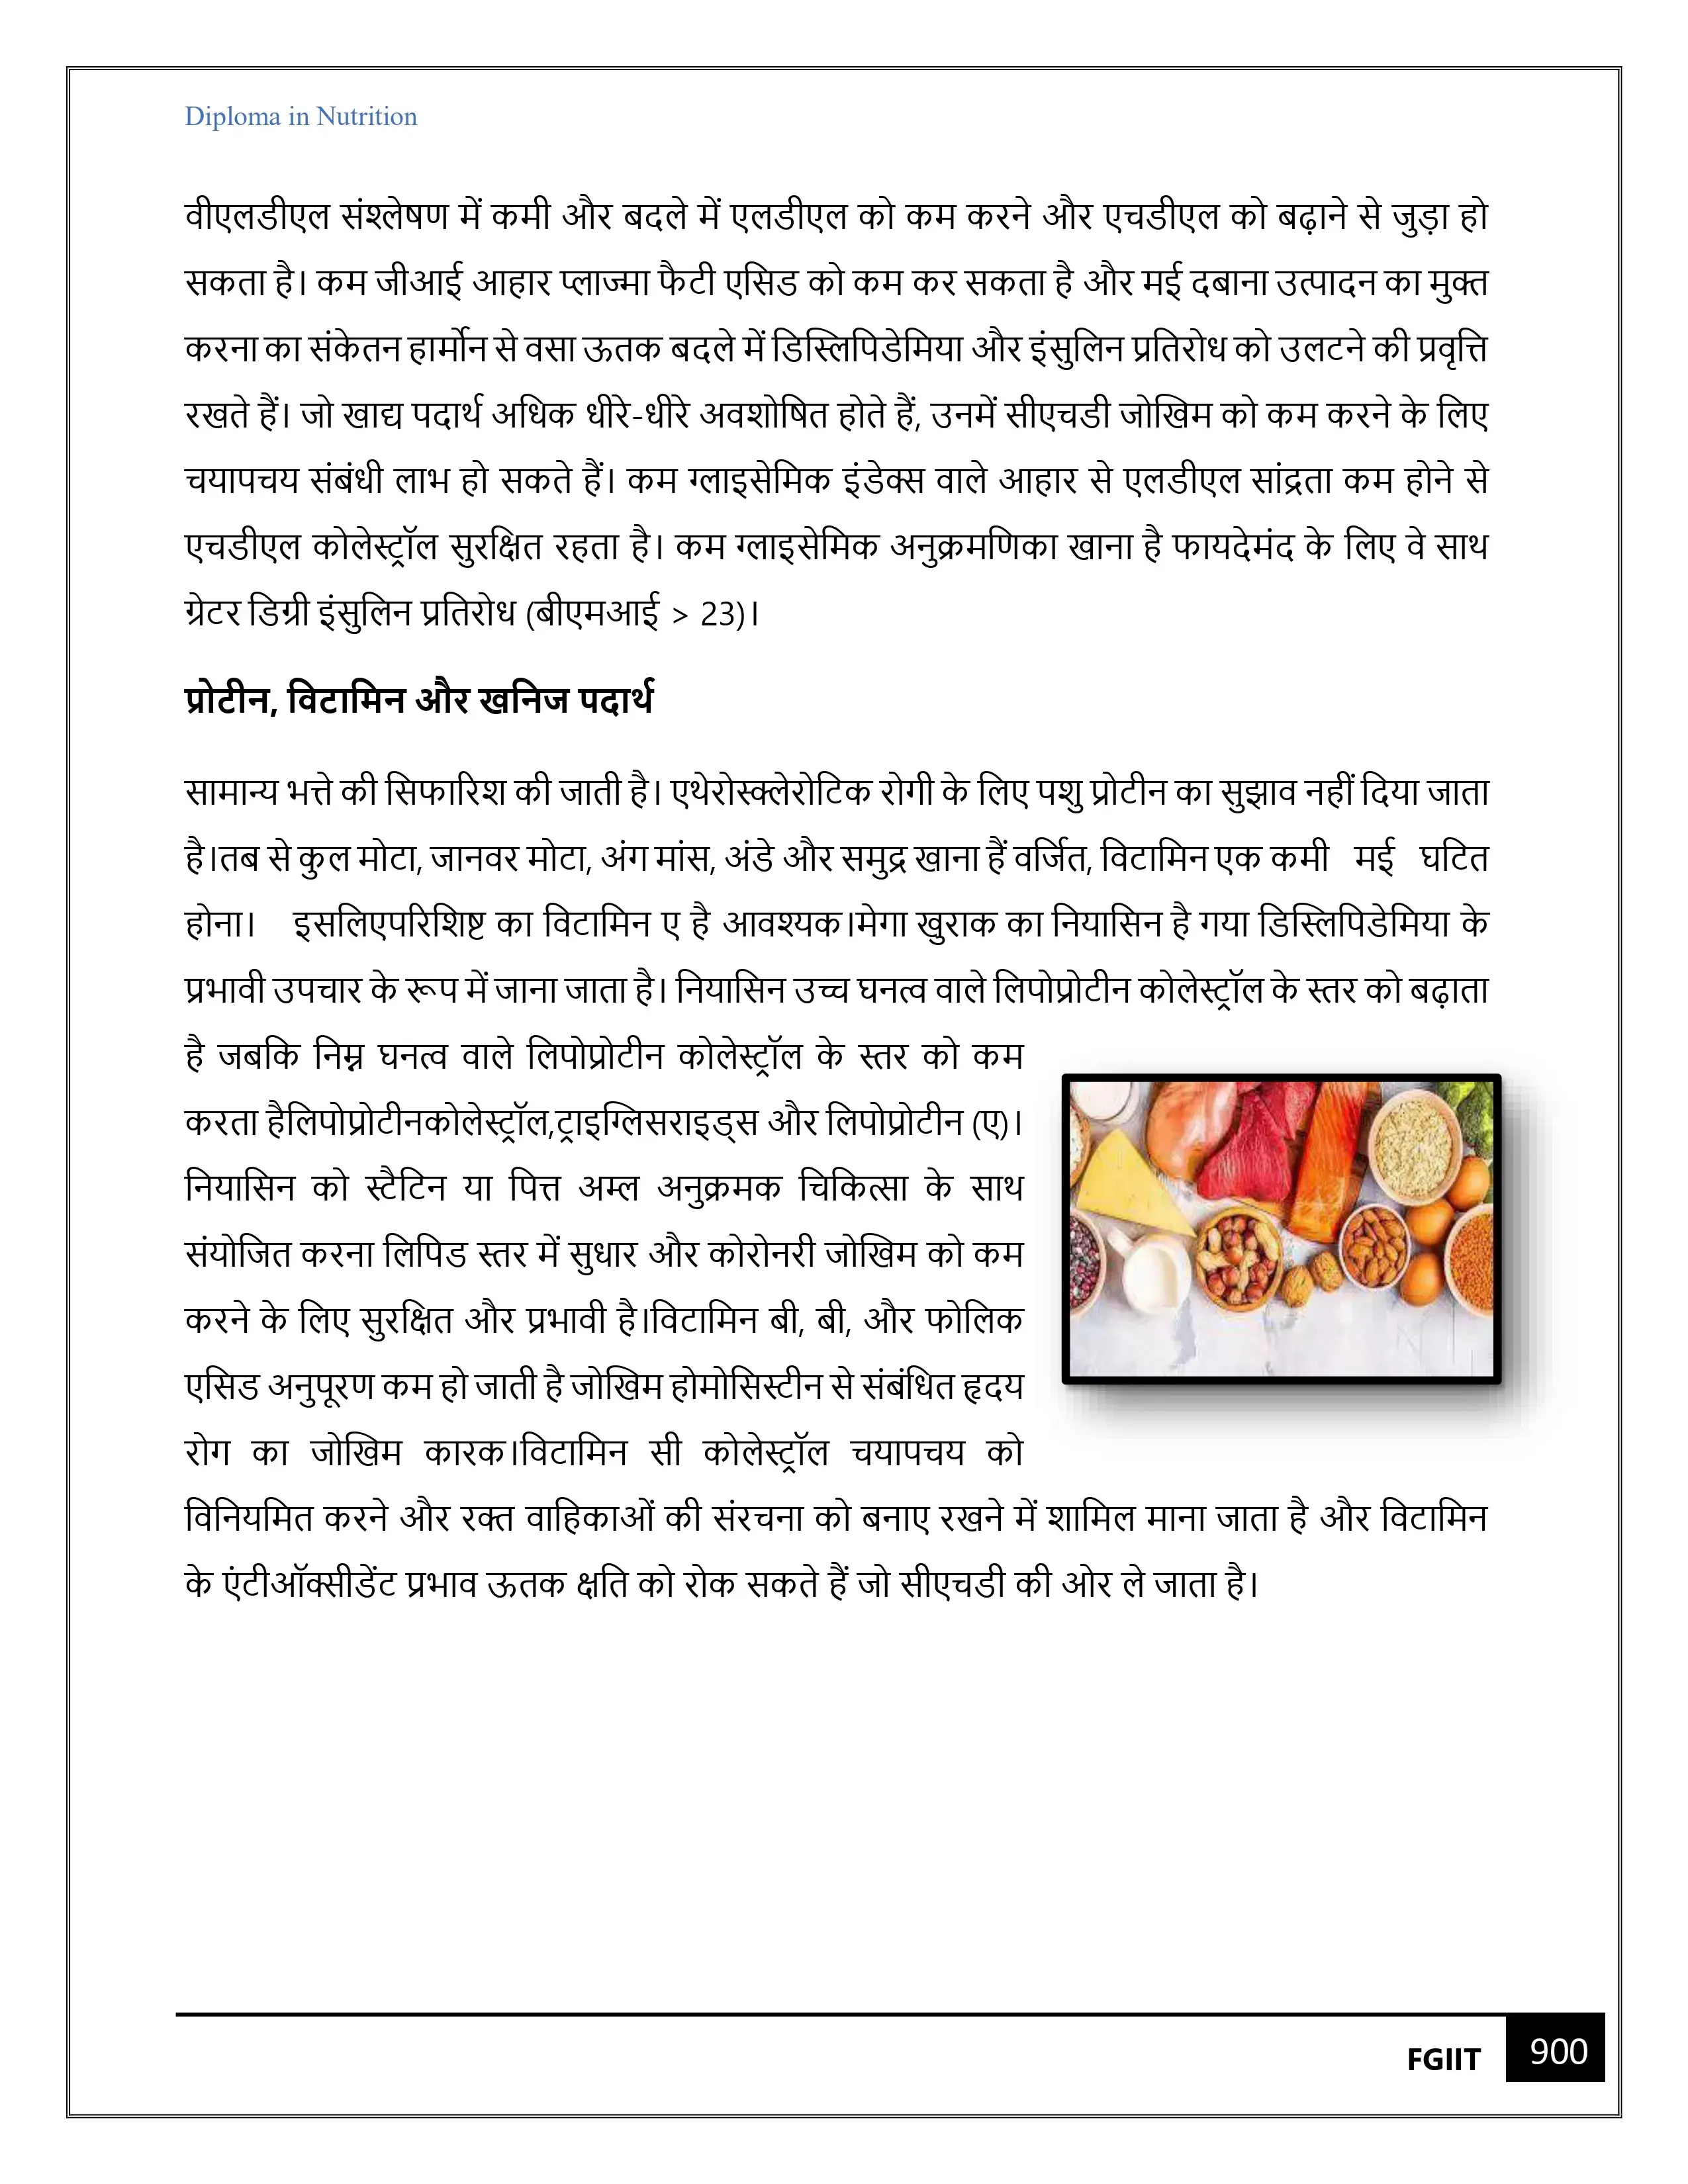 Diploma in Nutrition
वीएलडीएल संश्लेषण में कमी और बदले में एलडीएल को कम करने और एचडीएल को बढ़ाने से जुड़ा हो
सकता है। कम जीआई आहार प्लाज्मा फैटी एसिड को कम कर सकता है और मई दबाना उत्पादन का मुक्त
करना का संकेतन हार्मोन से वसा ऊतक बदले में डिस्लिपिडेमिया और इंसुलिन प्रतिरोध को उलटने की प्रवृत्ति
रखते हैं। जो खाद्य पदार्थ अधिक धीरे-धीरे अवशोषित होते हैं, उनमें सीएचडी जोखिम को कम करने के लिए
चयापचय संबंधी लाभ हो सकते हैं। कम ग्लाइसेमिक इंडेक्स वाले आहार से एलडीएल सांद्रता कम होने से
एचडीएल कोलेस्ट्रॉल सुरक्षित रहता है। कम ग्लाइसेमिक अनुक्रमणिका खाना है फायदेमंद के लिए वे साथ
ग्रेटर डिग्री इंसुलिन प्रतिरोध (बीएमआई > 23)।
प्रोटीन, विटामिन और खनिज पदार्थ
सामान्य भत्ते की सिफारिश की जाती है। एथेरोस्क्लेरोटिक रोगी के लिए पशु प्रोटीन का सुझाव नहीं दिया जाता
है।तब से कुल मोटा, जानवर मोटा, अंग मांस, अंडे और समुद्र खाना हैं वर्जित, विटामिन एक कमी मई घटित
होना। इसलिएपरिशिष्ट का विटामिन ए है आवश्यक।मेगा खुराक का नियासिन है गया डिस्लिपिडेमिया के
प्रभावी उपचार के रूप में जाना जाता है। नियासिन उच्च घनत्व वाले लिपोप्रोटीन कोलेस्ट्रॉल के स्तर को बढ़ाता
है जबकि निम्न घनत्व वाले लिपोप्रोटीन कोलेस्ट्रॉल के स्तर को कम
करता हैलिपोप्रोटीनकोलेस्ट्रॉल,ट्राइग्लिसराइड्स और लिपोप्रोटीन (ए)।
नियासिन को स्टैटिन या पित्त अम्ल अनुक्रमक चिकित्सा के साथ
संयोजित करना लिपिड स्तर में सुधार और कोरोनरी जोखिम को कम
करने के लिए सुरक्षित और प्रभावी है।विटामिन बी, बी, और फोलिक
एसिड अनुपूरण कम हो जाती है जोखिम होमोसिस्टीन से संबंधित हृदय
रोग का जोखिम कारक।विटामिन सी कोलेस्ट्रॉल चयापचय को
विनियमित करने और रक्त वाहिकाओं की संरचना को बनाए रखने में शामिल माना जाता है और विटामिन
के एंटीऑक्सीडेंट प्रभाव ऊतक क्षति को रोक सकते हैं जो सीएचडी की ओर ले जाता है।
FGIIT 900